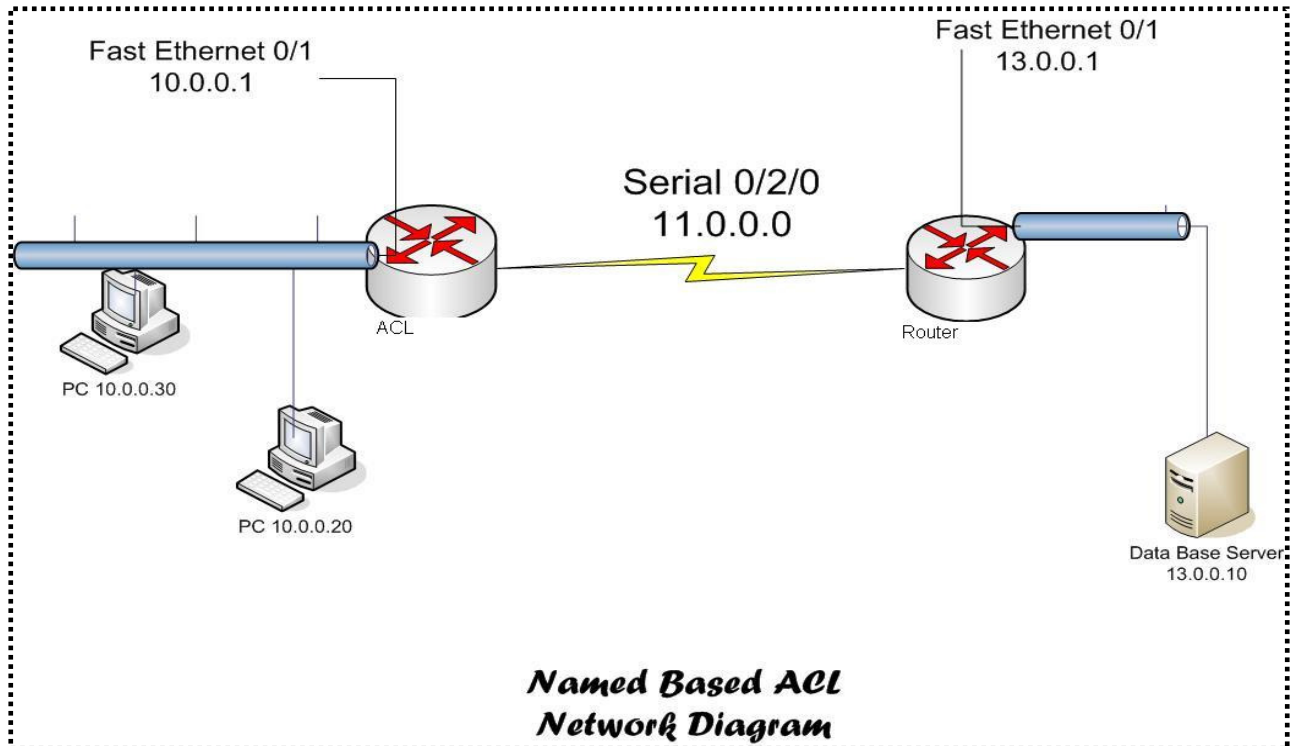 Fast Ethernet 0/1
10.0.0.1
Fast Ethernet 0/1
13.0.0.1
Serial 0/2/0
11.0.0.0
ACL
Router
PC 10.0.0.30
PC 10.0.0.20
Data Base Server
13.0.0.10
Named Based ACL
Network Diagram